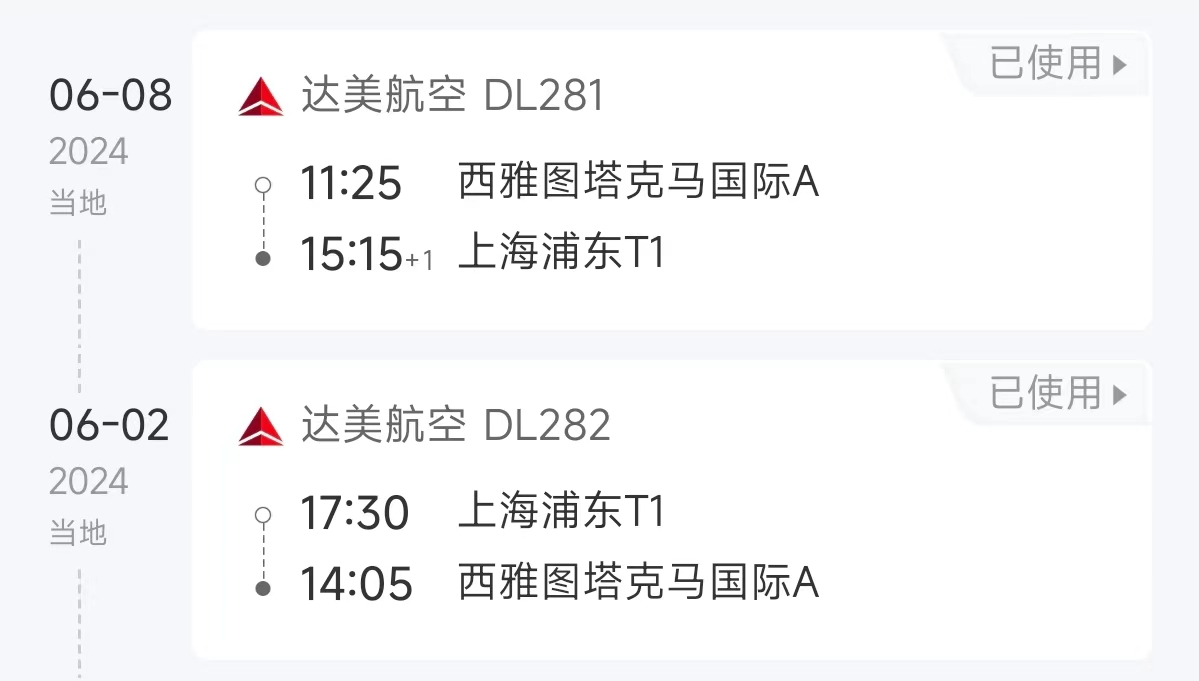 已使用
06-08
达美航空 DL281
2024
当地
11:25 西雅图塔克马国际A
15:15+1 上海浦东T1
已使用
06-02
达美航空 DL282
2024
当地
17:30 上海浦东T1
14:05 西雅图塔克马国际A